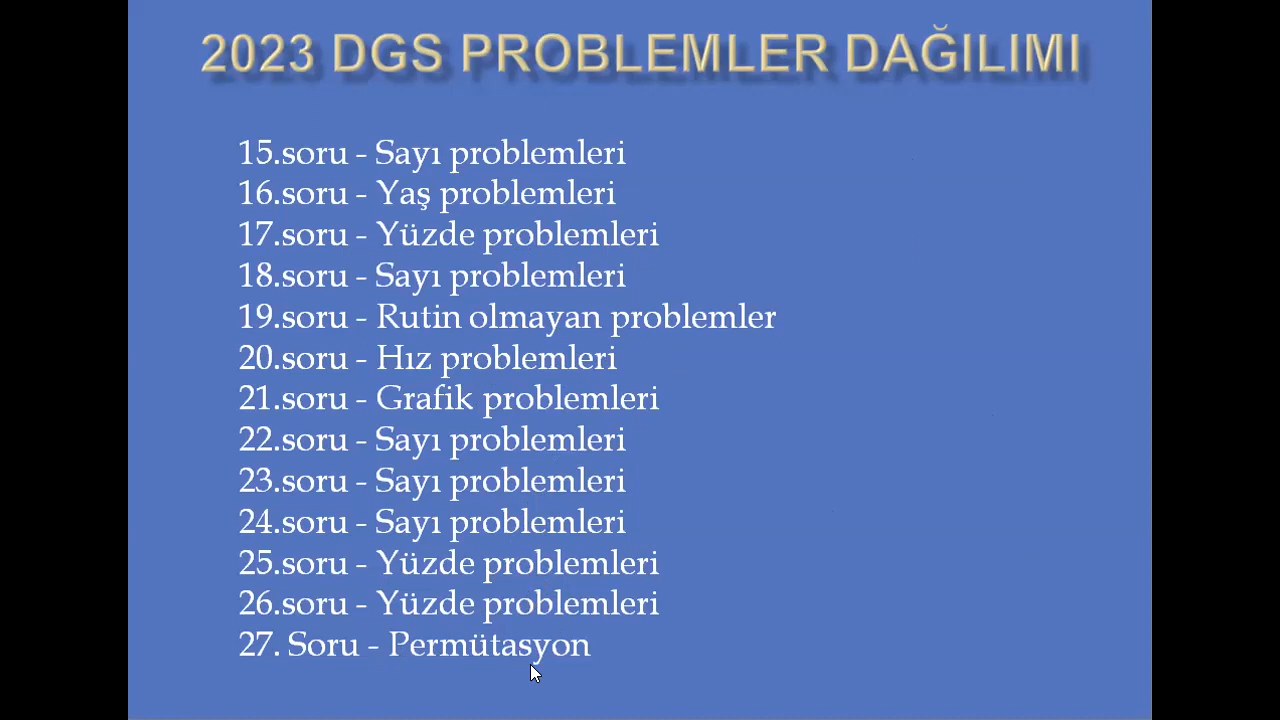 2023 DGS PROBLEMLER DAĞILIMI
15.soru - Sayı problemleri
16.soru - Yaş problemleri
17.soru - Yüzde problemleri
18.soru - Sayı problemleri
19.soru - Rutin olmayan problemler
20.soru - Hız problemleri
21.soru - Grafik problemleri
22.soru - Sayı problemleri
23.soru - Sayı problemleri
24.soru - Sayı problemleri
25.soru - Yüzde problemleri
26.soru - Yüzde problemleri
27. Soru - Permütasyon